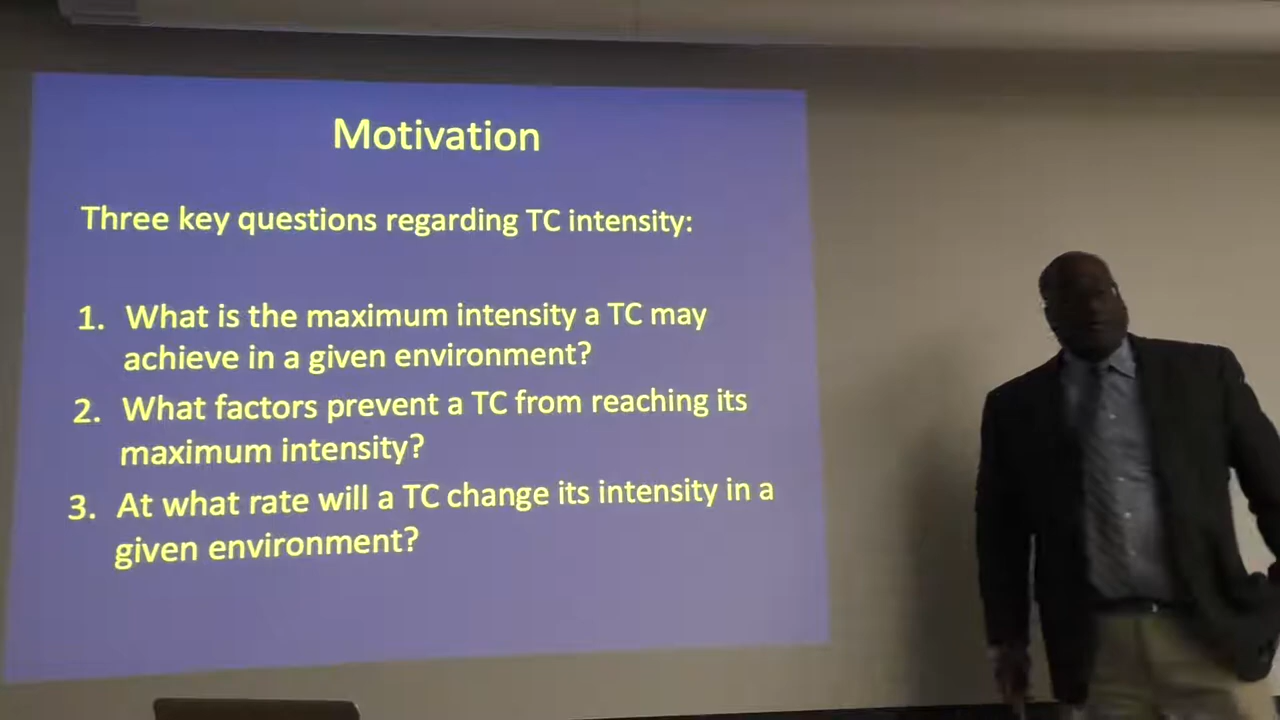 Motivation
Three key questions regarding TC intensity:
1. What is the maximum intensity a TC may
achieve in a given environment?
2. What factors prevent a TC from reaching its
maximum intensity?
3. At what rate will a TC change its intensity in a
given environment?